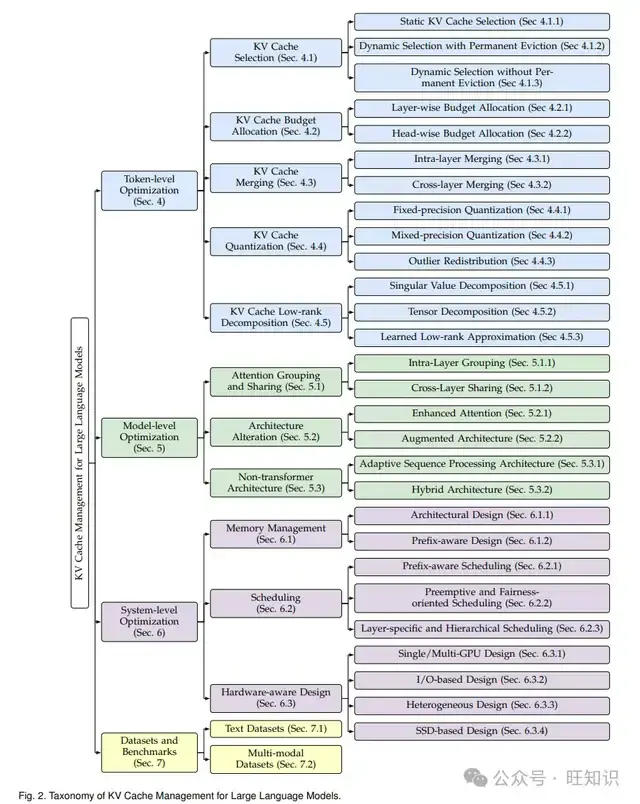 KV Cache Management for Large Language Models
Token-level
Optimization
(Sec. 4)
KV Cache
Selection (Sec. 4.1)
Static KV Cache Selection (Sec 4.1.1)
Dynamic Selection with Permanent Eviction (Sec 4.1.2)
Dynamic Selection without Per-
manent Eviction (Sec 4.1.3)
KV Cache Budget
Allocation (Sec. 4.2)
Layer-wise Budget Allocation (Sec 4.2.1)
Head-wise Budget Allocation (Sec 4.2.2)
KV Cache
Merging (Sec. 4.3)
Intra-layer Merging (Sec 4.3.1)
Cross-layer Merging (Sec 4.3.2)
KV Cache
Quantization (Sec. 4.4)
Fixed-precision Quantization (Sec 4.4.1)
Mixed-precision Quantization (Sec 4.4.2)
Outlier Redistribution (Sec 4.4.3)
KV Cache Low-rank
Decomposition (Sec. 4.5)
Singular Value Decomposition (Sec 4.5.1)
Tensor Decomposition (Sec 4.5.2)
Learned Low-rank Approximation (Sec 4.5.3)
Model-level
Optimization
(Sec. 5)
Attention Grouping
and Sharing (Sec. 5.1)
Intra-Layer Grouping (Sec. 5.1.1)
Cross-Layer Sharing (Sec. 5.1.2)
Architecture
Alteration (Sec. 5.2)
Enhanced Attention (Sec. 5.2.1)
Augmented Architecture (Sec. 5.2.2)
Non-transformer
Architecture (Sec. 5.3)
Adaptive Sequence Processing Architecture (Sec. 5.3.1)
Hybrid Architecture (Sec. 5.3.2)
System-level
Optimization
(Sec. 6)
Memory Management
(Sec. 6.1)
Architectural Design (Sec. 6.1.1)
Prefix-aware Design (Sec. 6.1.2)
Scheduling
(Sec. 6.2)
Prefix-aware Scheduling (Sec. 6.2.1)
Preemptive and Fairness-
oriented Scheduling (Sec. 6.2.2)
Layer-specific and Hierarchical Scheduling (Sec. 6.2.3)
Hardware-aware Design
(Sec. 6.3)
Single/Multi-GPU Design (Sec. 6.3.1)
I/O-based Design (Sec. 6.3.2)
Heterogeneous Design (Sec. 6.3.3)
SSD-based Design (Sec. 6.3.4)
Datasets and
Benchmarks
(Sec. 7)
Text Datasets (Sec. 7.1)
Multi-modal
Datasets (Sec. 7.2)
公众号 · 旺知识
Fig. 2. Taxonomy of KV Cache Management for Large Language Models.